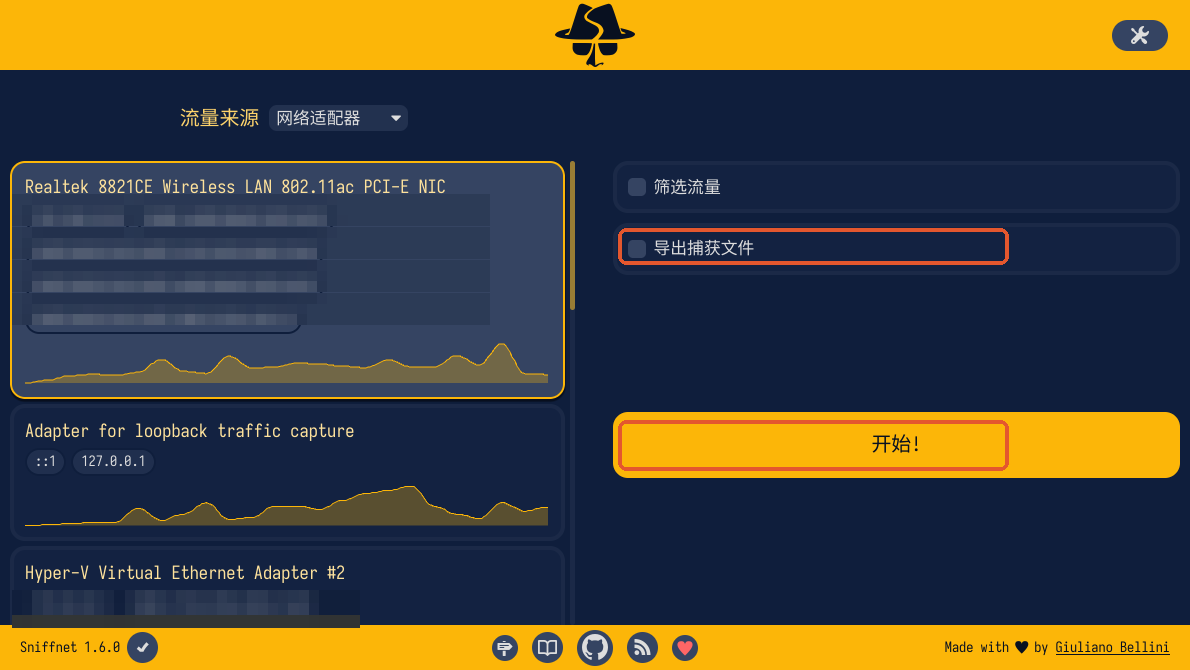 流量来源 网络适配器
Realtek 8821CE Wireless LAN 802.11ac PCI-E NIC
筛选流量
导出捕获文件
Adapter for loopback traffic capture
::1 127.0.0.1
开始!
Hyper-V Virtual Ethernet Adapter #2
Sniffnet 1.6.0
Made with ♥ by Giuliano Bellini